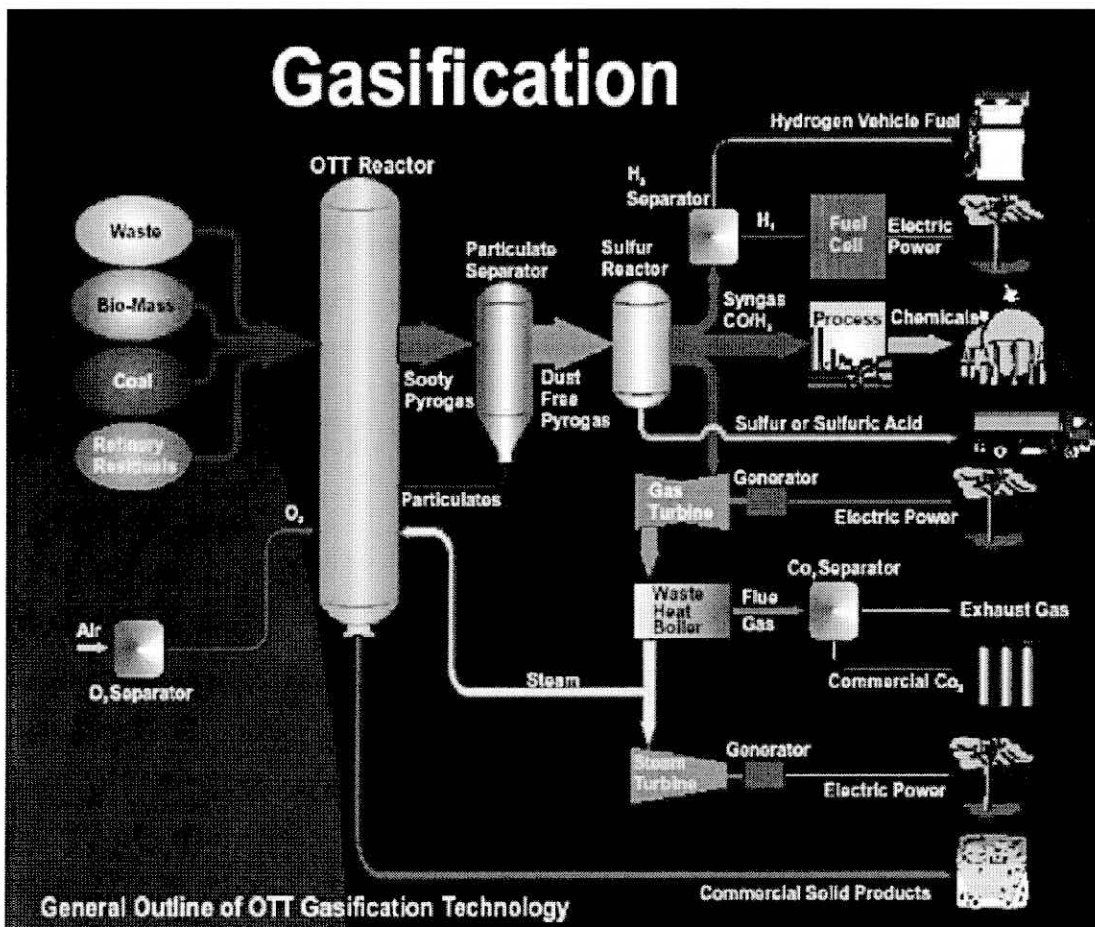 Gasification
Hydrogen Vehicle Fuel
OTT Reactor
H₂
Separator
Waste
H₂
Fuel
Cell
Electric
Power
Particulate
Separator
Sulfur
Reactor
Bio-Mass
Syngas
CO/H₂
Process
Chemicals
Coal
Sooty
Pyrogas
Dust
Free
Pyrogas
Refinery
Residuals
Sulfur or Sulfuric Acid
Particulates
Gas
Turbine
Generator
Electric Power
O₂
Co₂ Separator
Waste
Heat
Boiler
Flue
Gas
Exhaust Gas
Air
O₂ Separator
Steam
Commercial Co₂
Steam
Turbine
Generator
Electric Power
Commercial Solid Products
General Outline of OTT Gasification Technology